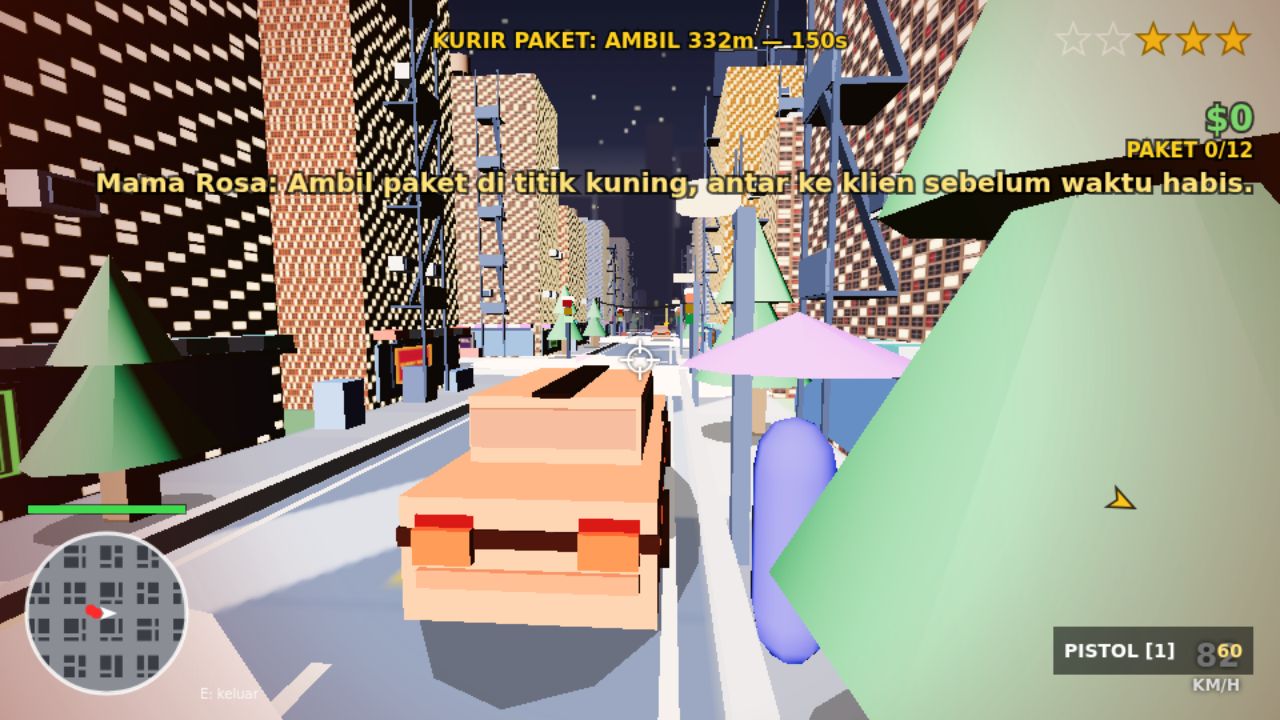 KURIR PAKET: AMBIL 332m — 150s
$0
PAKET 0/12
Mama Rosa: Ambil paket di titik kuning, antar ke klien sebelum waktu habis.
PISTOL [1] 60
KM/H
E: keluar